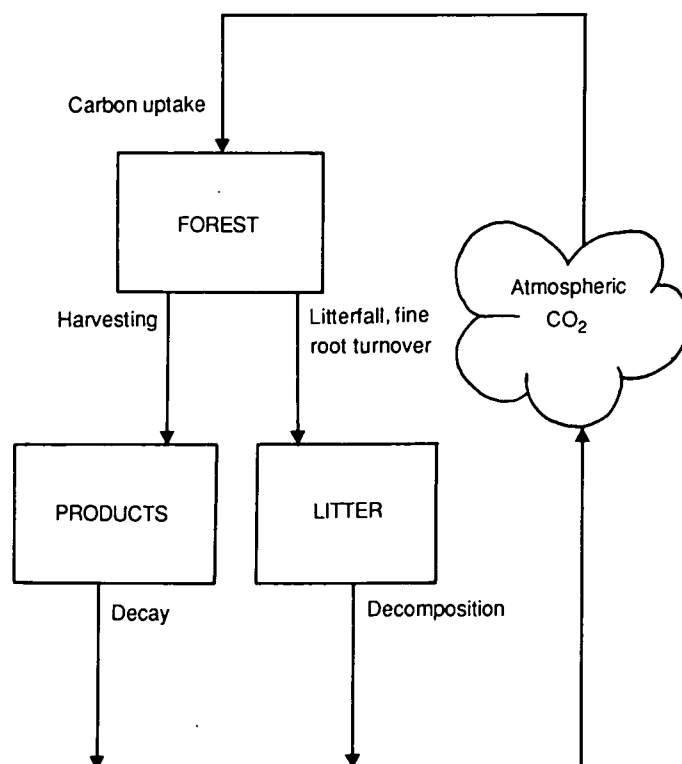 Carbon uptake
FOREST
Atmospheric
CO₂
Harvesting
Litterfall, fine
root turnover
PRODUCTS
LITTER
Decay
Decomposition